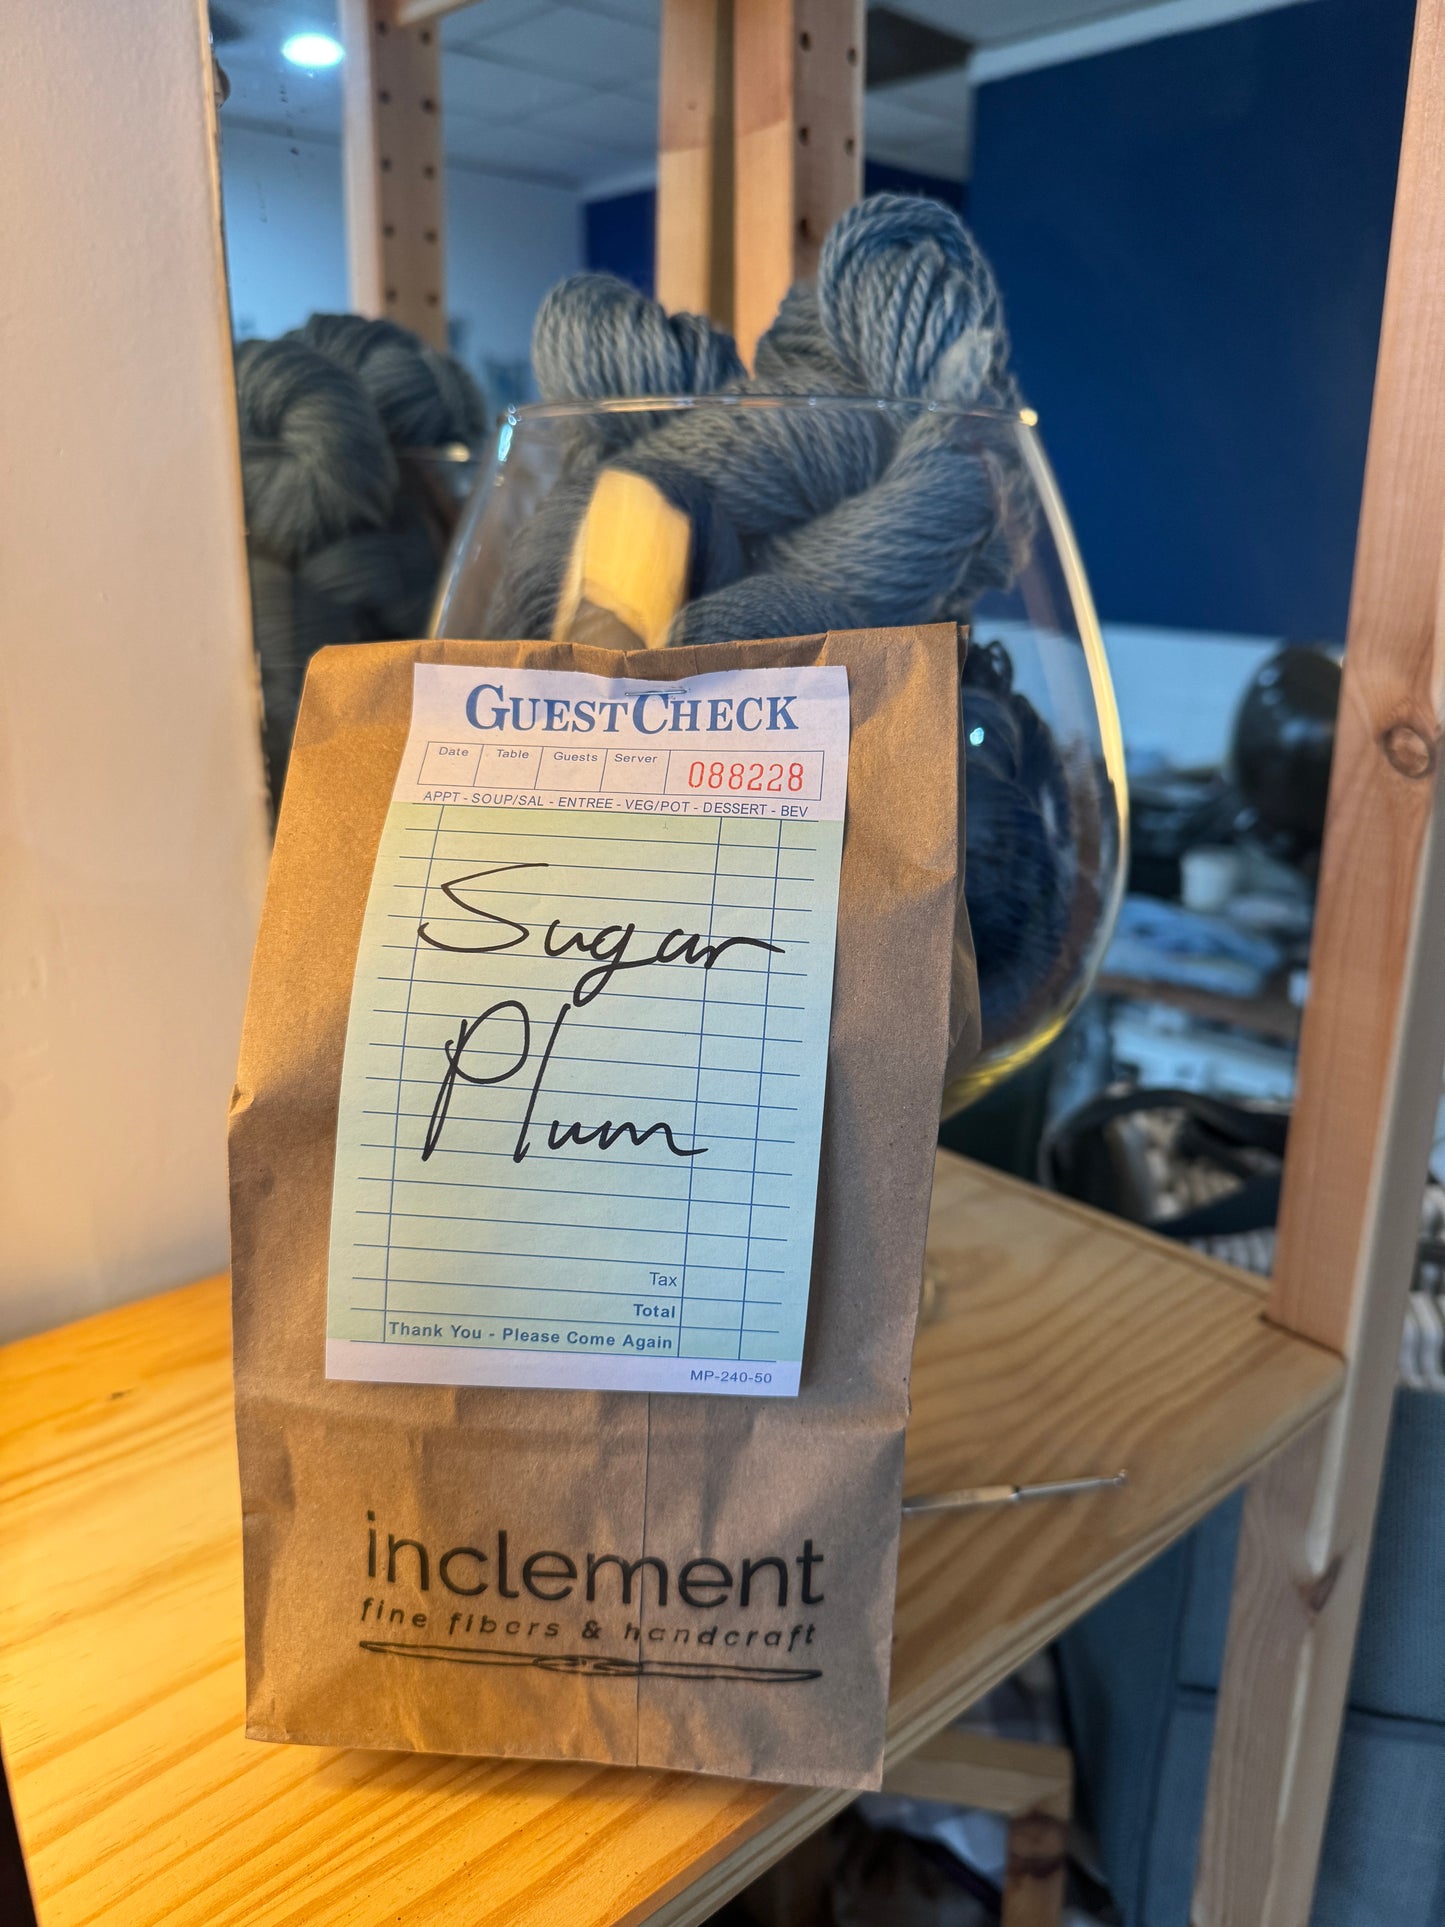 GUESTCHECK
Date Table Guests Server 088228
APPT - SOUP/SAL - ENTREE - VEG/POT - DESSERT - BEV
Sugar
Plum
Tax
Total
Thank You - Please Come Again
MP-240-50
inclement
fine fibers & handcraft